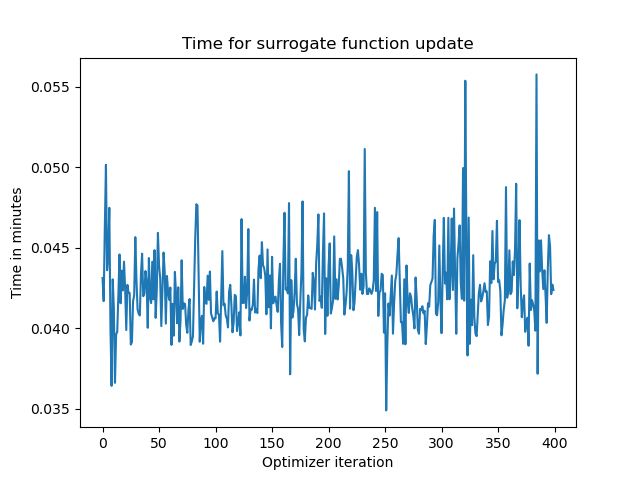 Time for surrogate function update
0.055
0.050
0.045
0.040
0.035
Time in minutes
0 50 100 150 200 250 300 350 400
Optimizer iteration